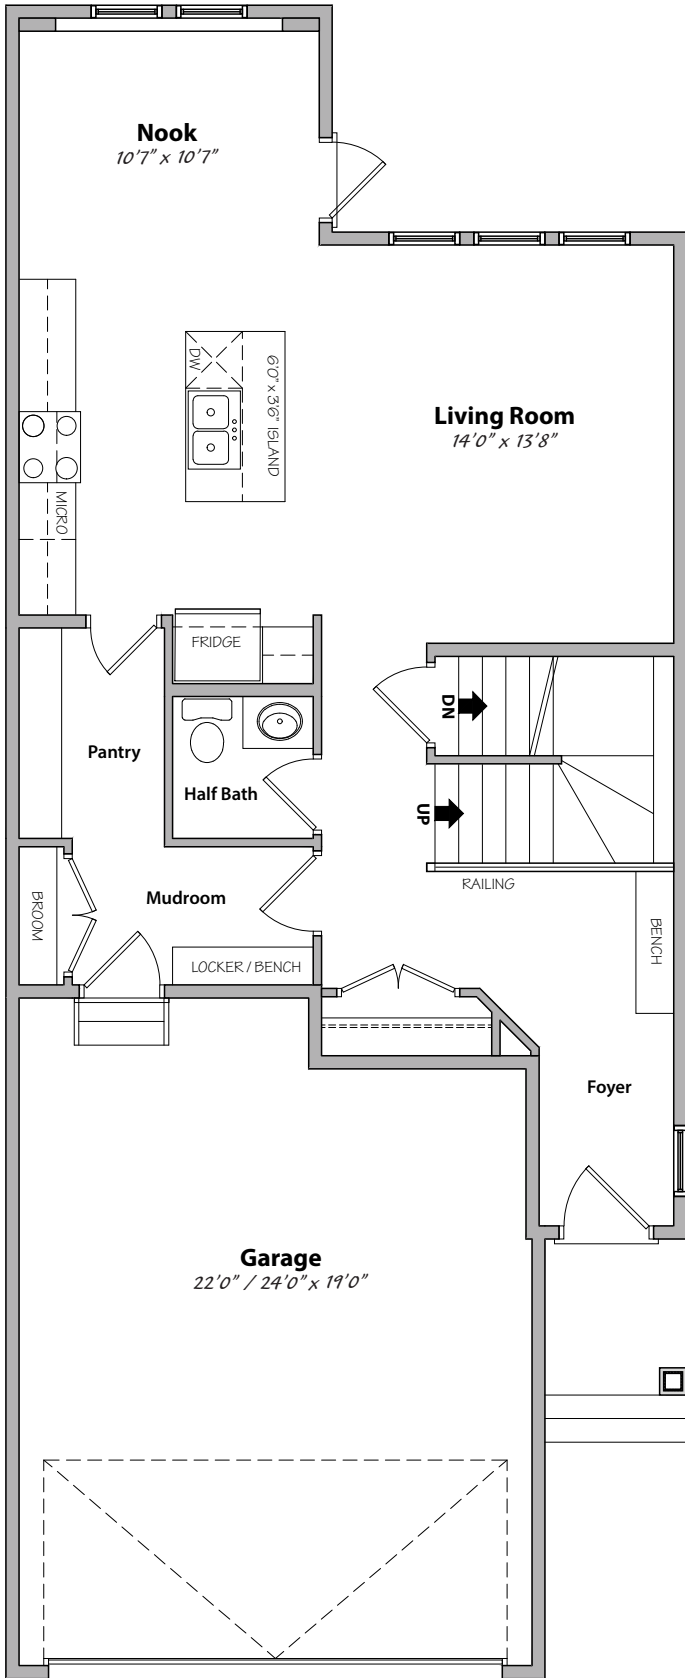 Nook
10'7" x 10'7"
DW
6'0" x 3'6" ISLAND
Living Room
14'0" x 13'8"
MICRO
FRIDGE
DN
Pantry
Half Bath
UP
RAILING
Mudroom
BROOM
BENCH
LOCKER / BENCH
Foyer
Garage
22'0" / 24'0" x 19'0"